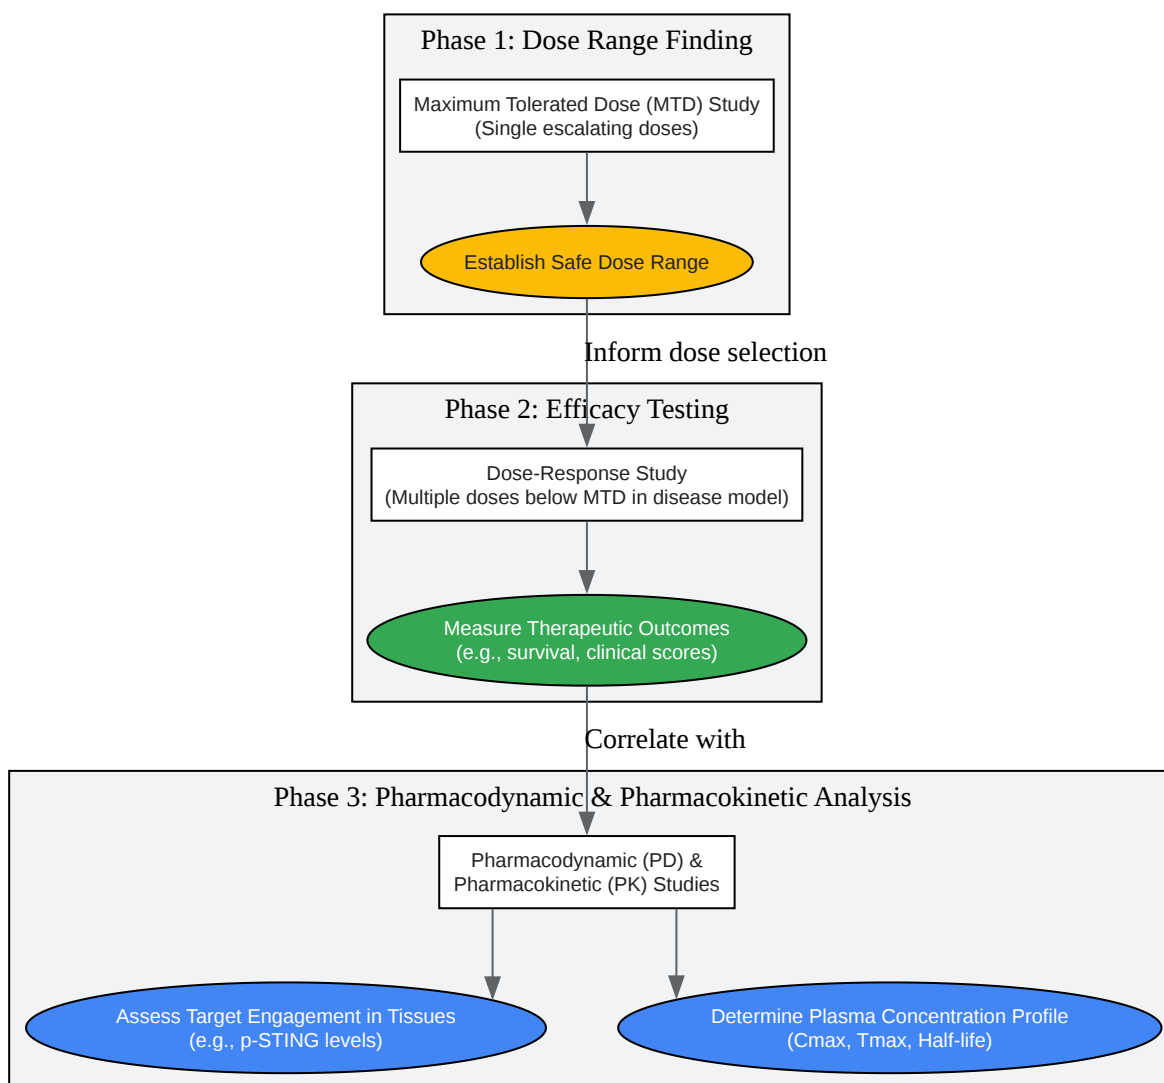 Phase 1: Dose Range Finding
Maximum Tolerated Dose (MTD) Study
(Single escalating doses)
Establish Safe Dose Range
Inform dose selection
Phase 2: Efficacy Testing
Dose-Response Study
(Multiple doses below MTD in disease model)
Measure Therapeutic Outcomes
(e.g., survival, clinical scores)
Correlate with
Phase 3: Pharmacodynamic & Pharmacokinetic Analysis
Pharmacodynamic (PD) &
Pharmacokinetic (PK) Studies
Assess Target Engagement in Tissues
(e.g., p-STING levels)
Determine Plasma Concentration Profile
(Cmax, Tmax, Half-life)